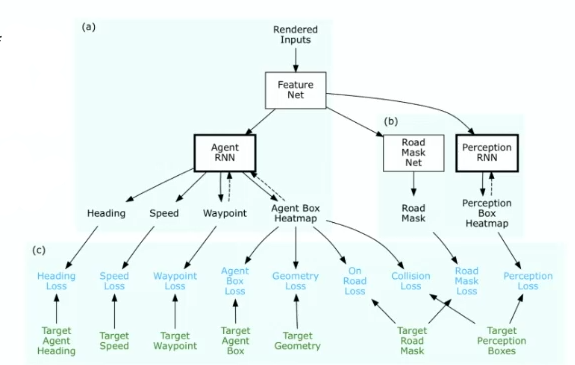 (a)
Rendered
Inputs
Feature
Net
(b)
Agent
RNN
Road
Mask
Net
Perception
RNN
Heading
Speed
Waypoint
Agent Box
Heatmap
Road
Mask
Perception
Box
Heatmap
(c)
Heading
Loss
Speed
Loss
Waypoint
Loss
Agent
Box
Loss
Geometry
Loss
On
Road
Loss
Collision
Loss
Road
Mask
Loss
Perception
Loss
Target
Agent
Heading
Target
Speed
Target
Waypoint
Target
Agent
Box
Target
Geometry
Target
Road
Mask
Target
Perception
Boxes